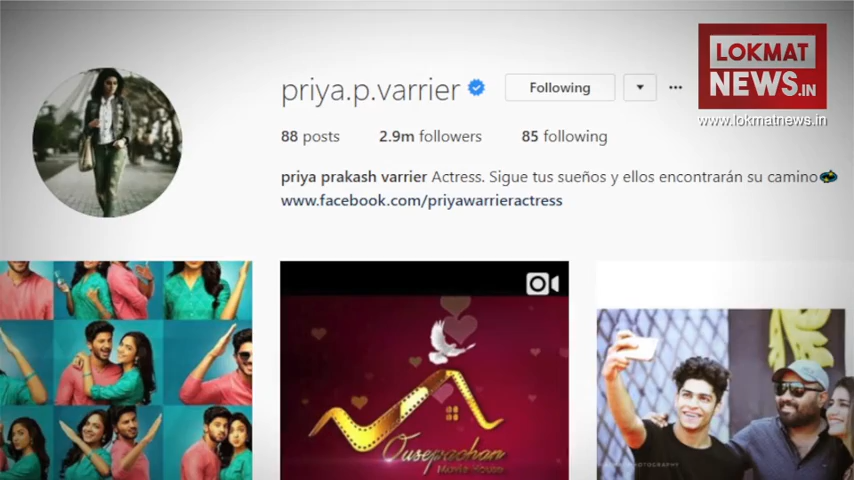 LOKMAT
NEWS.IN
www.lokmatnews.in
priya.p.varrier Following
88 posts 2.9m followers 85 following
priya prakash varrier Actress. Sigue tus sueños y ellos encontrarán su camino
www.facebook.com/priyawarrieractress
Ousepachan
Movie House
PHOTOGRAPHY